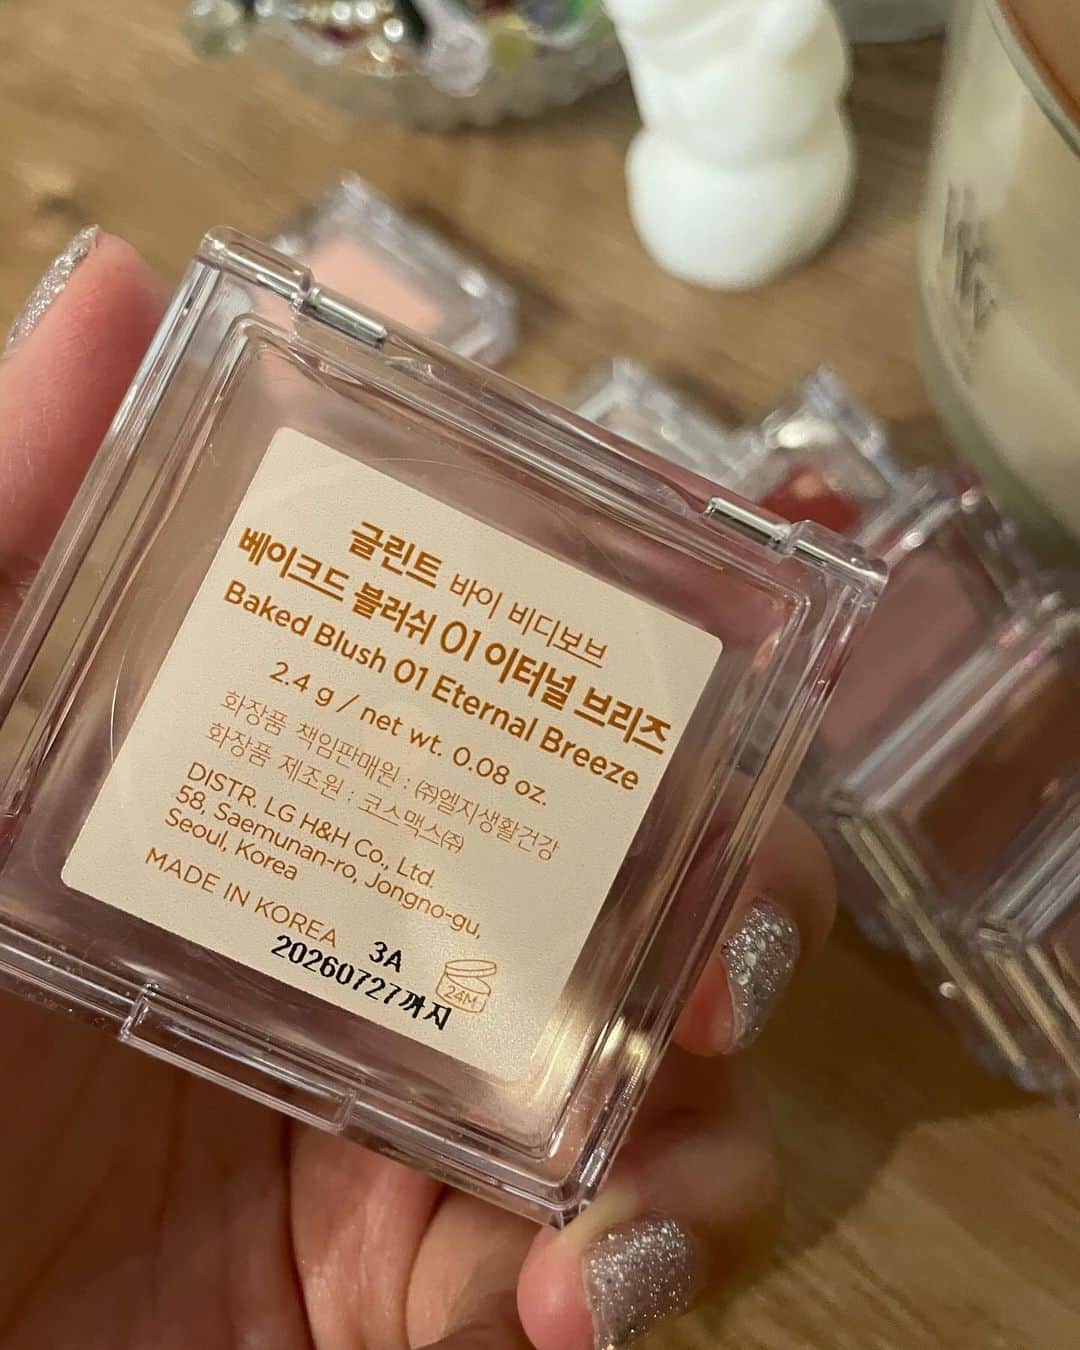 글린트 바이 비디보브
베이크드 블러쉬 01 이터널 브리즈
Baked Blush 01 Eternal Breeze
2.4 g / net wt. 0.08 oz.
화장품 책임판매원 : ㈜엘지생활건강
화장품 제조원 : 코스맥스㈜
DISTR. LG H&H Co., Ltd.
58, Saemunan-ro, Jongno-gu,
Seoul, Korea
MADE IN KOREA
3A
20260727까지
24M